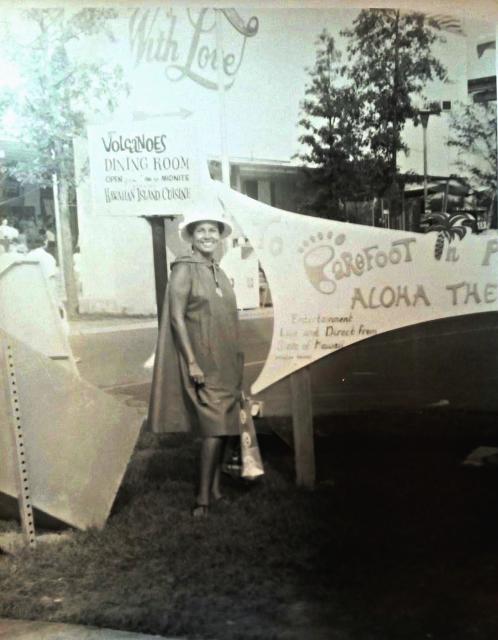 With Love
VOLCANOES
DINING ROOM
OPEN MIDNITE
HAWAIIAN ISLAND CUISINE
BAREFOOT 'n P
ALOHA THE
Entertainment
Live and Direct from
State of Hawaii